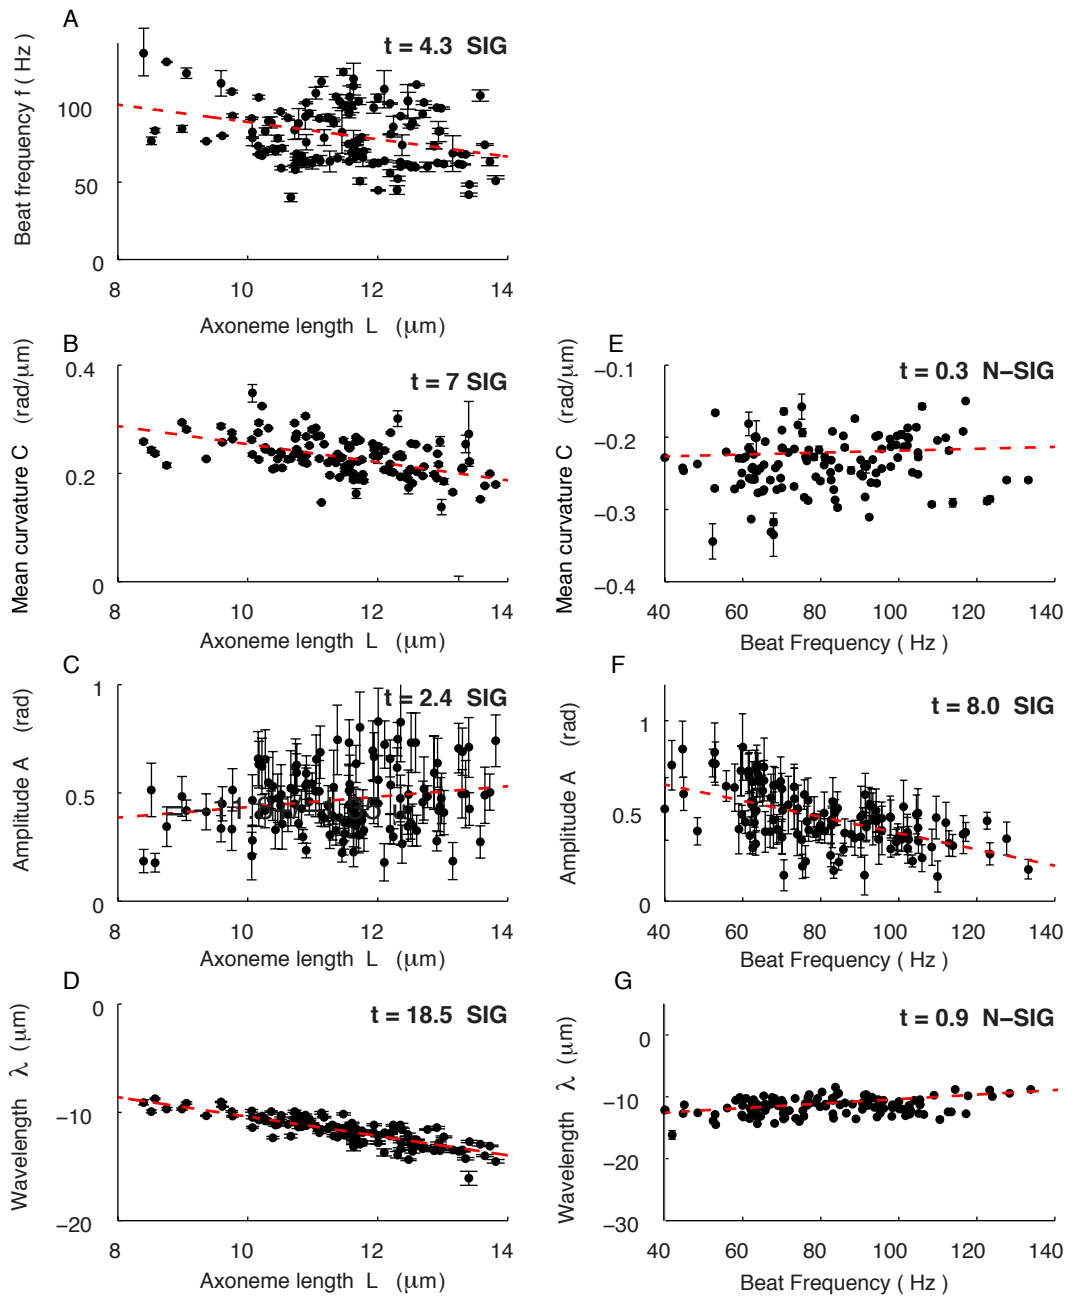 A
t = 4.3 SIG
Beat frequency f ( Hz )
100
50
0
8 10 12 14
Axoneme length L (μm)
B
t = 7 SIG
Mean curvature C (rad/μm)
0.4
0.2
0
8 10 12 14
Axoneme length L (μm)
E
t = 0.3 N−SIG
Mean curvature C (rad/μm)
−0.1
−0.2
−0.3
−0.4
40 60 80 100 120 140
Beat Frequency ( Hz )
C
t = 2.4 SIG
Amplitude A (rad)
1
0.5
0
8 10 12 14
Axoneme length L (μm)
F
t = 8.0 SIG
Amplitude A (rad)
1
0.5
0
40 60 80 100 120 140
Beat Frequency ( Hz )
D
t = 18.5 SIG
Wavelength λ (μm)
0
−10
−20
8 10 12 14
Axoneme length L (μm)
G
t = 0.9 N−SIG
Wavelength λ (μm)
0
−10
−20
−30
40 60 80 100 120 140
Beat Frequency ( Hz )